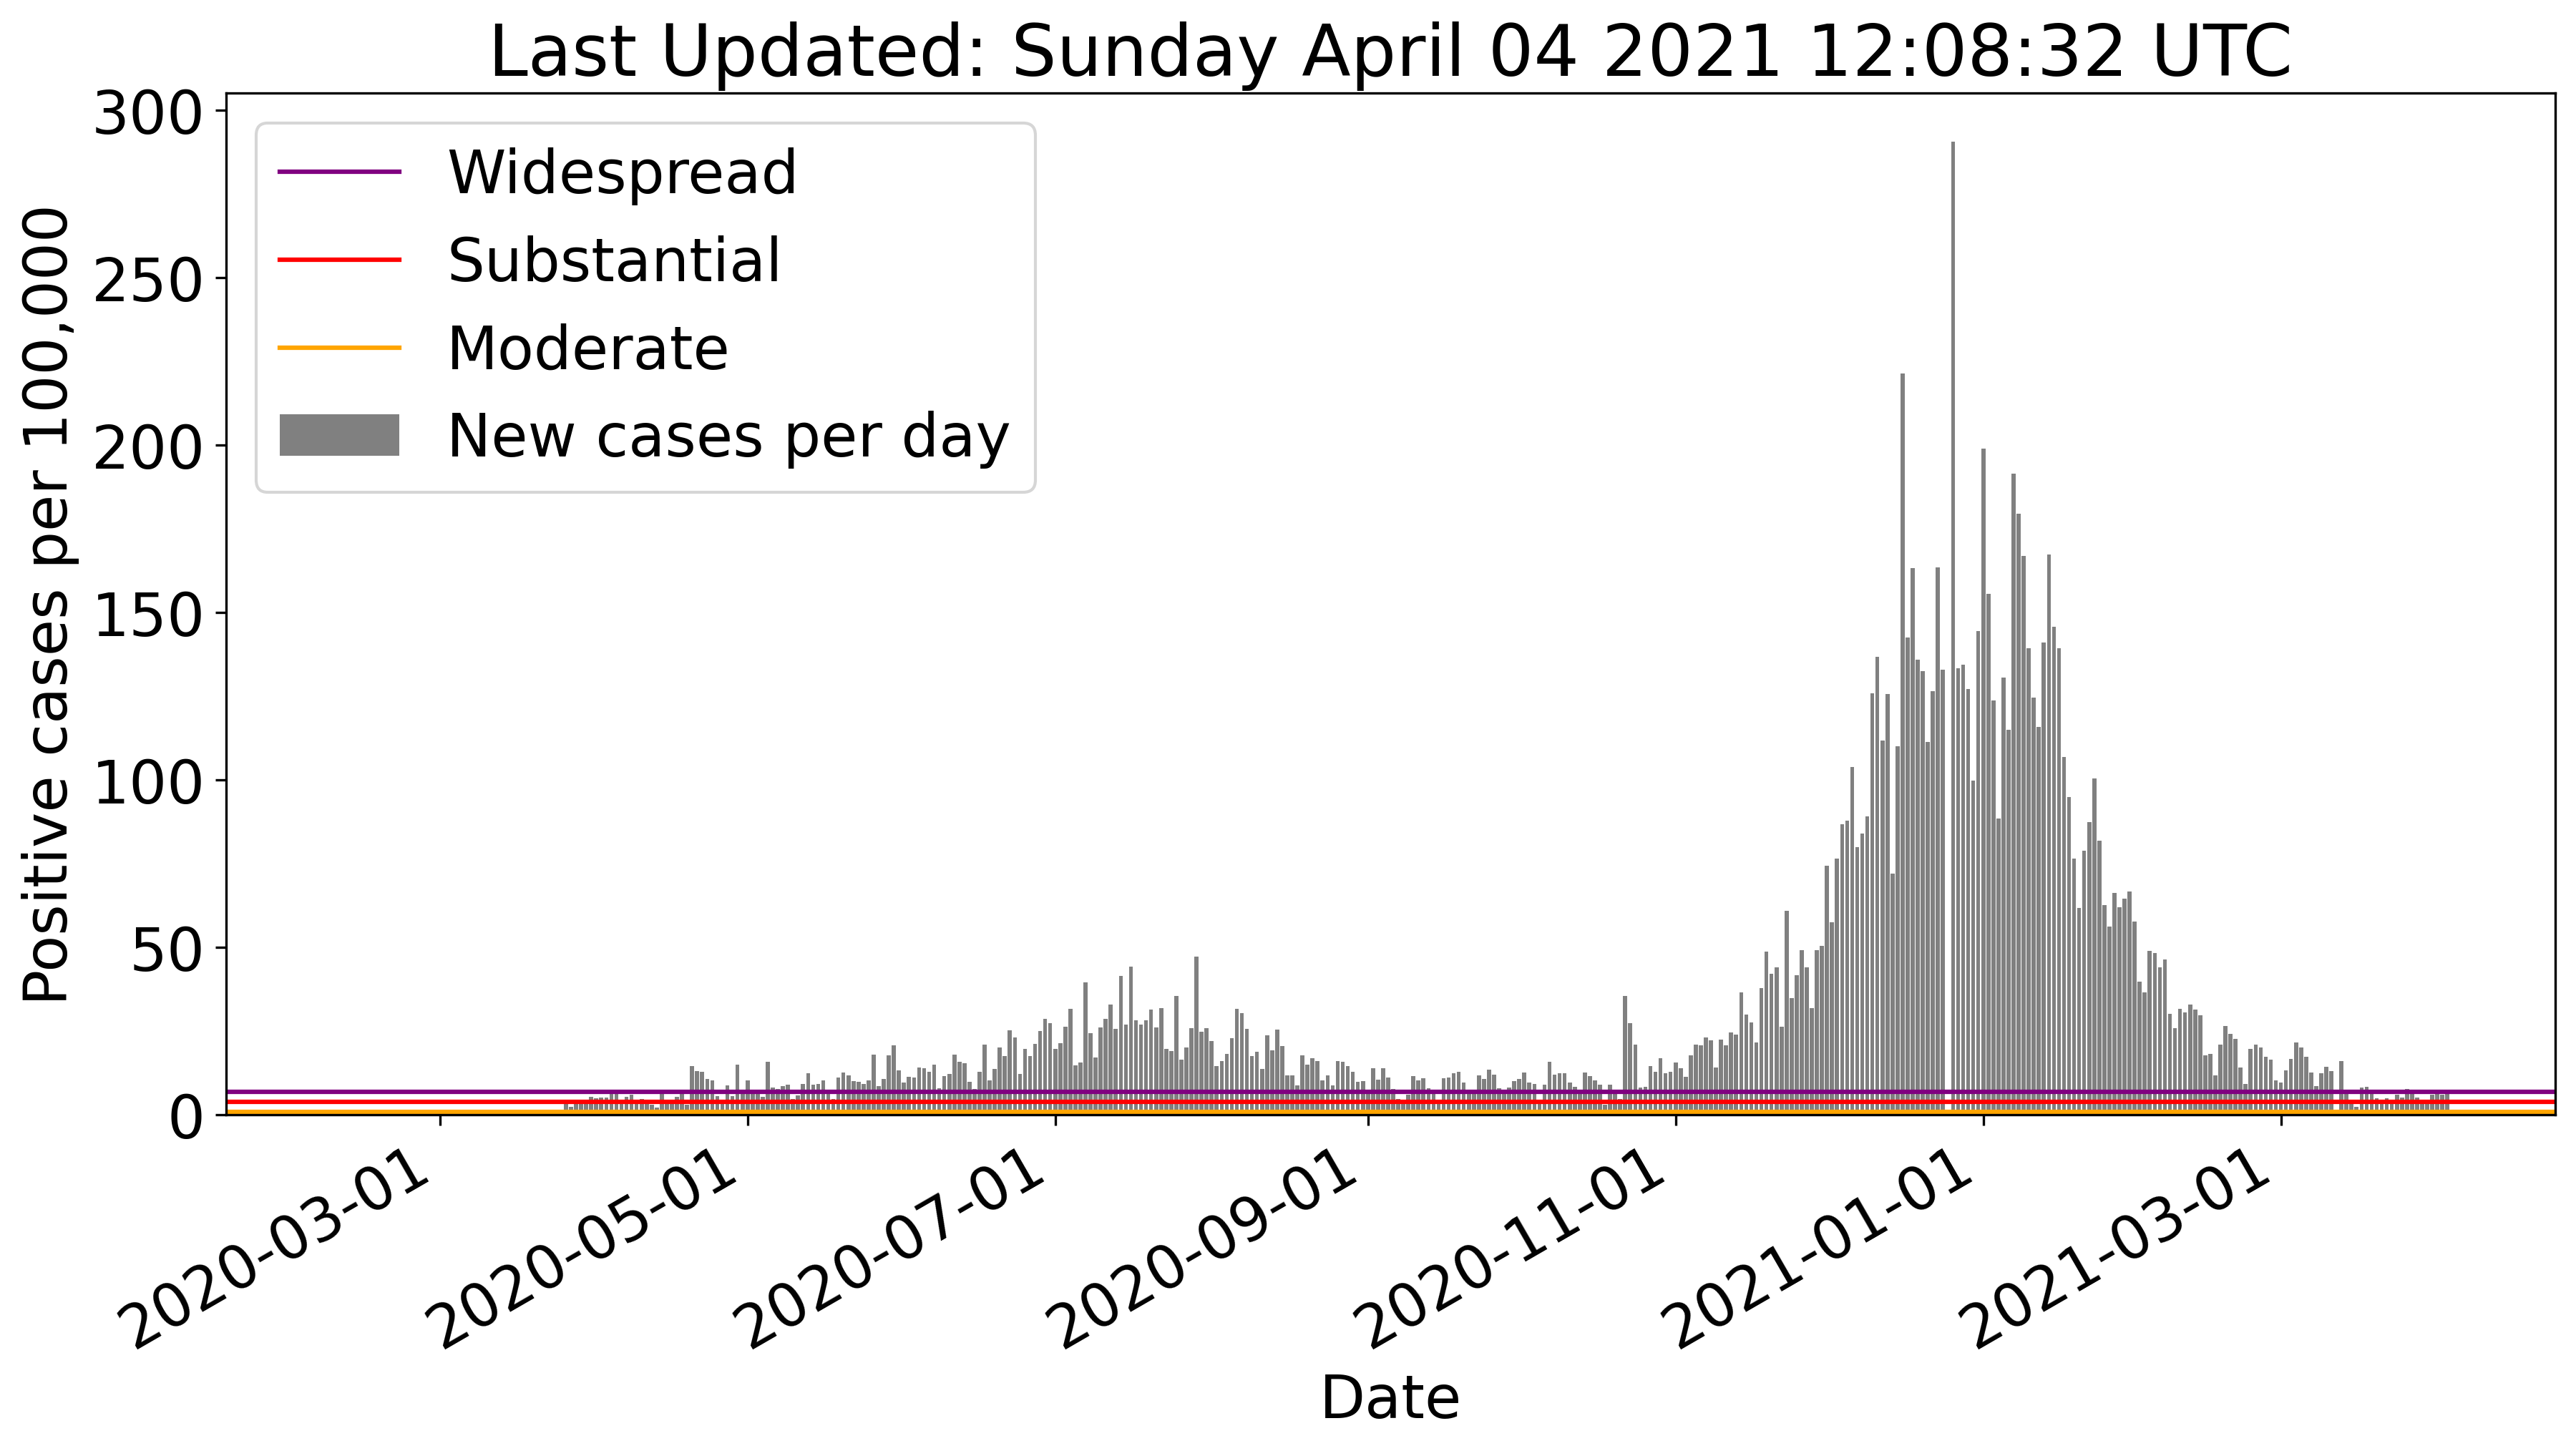 Last Updated: Sunday April 04 2021 12:08:32 UTC
Positive cases per 100,000
300
250
200
150
100
50
0
Widespread
Substantial
Moderate
New cases per day
2020-03-01
2020-05-01
2020-07-01
2020-09-01
2020-11-01
2021-01-01
2021-03-01
Date